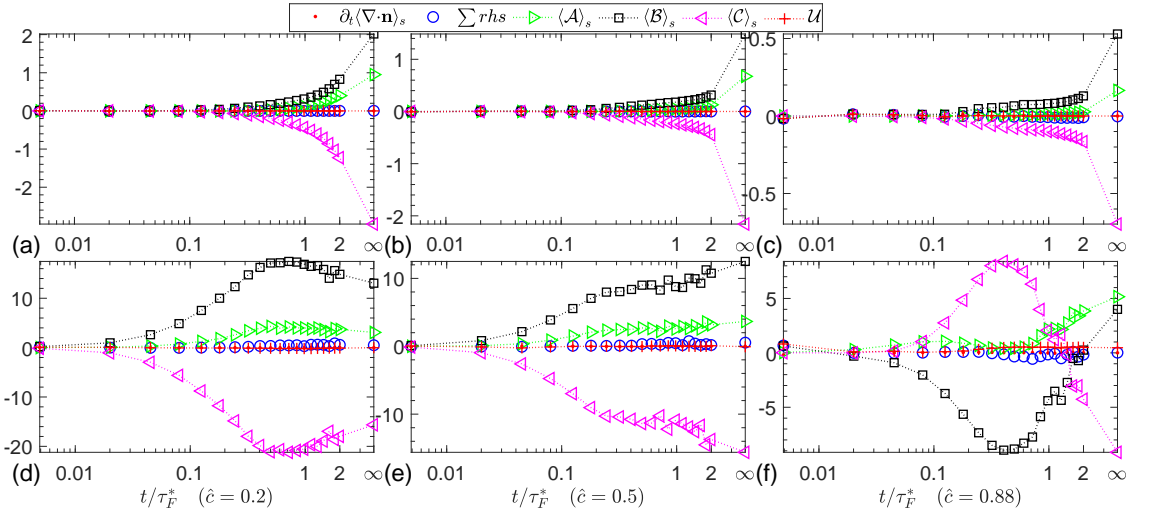 ∂ₜ⟨∇·n⟩ₛ ∑ rhs ⟨𝒜⟩ₛ ⟨ℬ⟩ₛ ⟨𝒞⟩ₛ 𝒰
2
1
0
-1
-2
0.01 0.1 1 2 ∞
(a)
1
0
-1
-2
0.01 0.1 1 2 ∞
(b)
0.5
0
0.5
0.01 0.1 1 2 ∞
(c)
10
0
-10
-20
0.01 0.1 1 2 ∞
(d)
t/τ*_F (ĉ = 0.2)
10
0
-10
0.01 0.1 1 2 ∞
(e)
t/τ*_F (ĉ = 0.5)
5
0
-5
0.01 0.1 1 2 ∞
(f)
t/τ*_F (ĉ = 0.88)